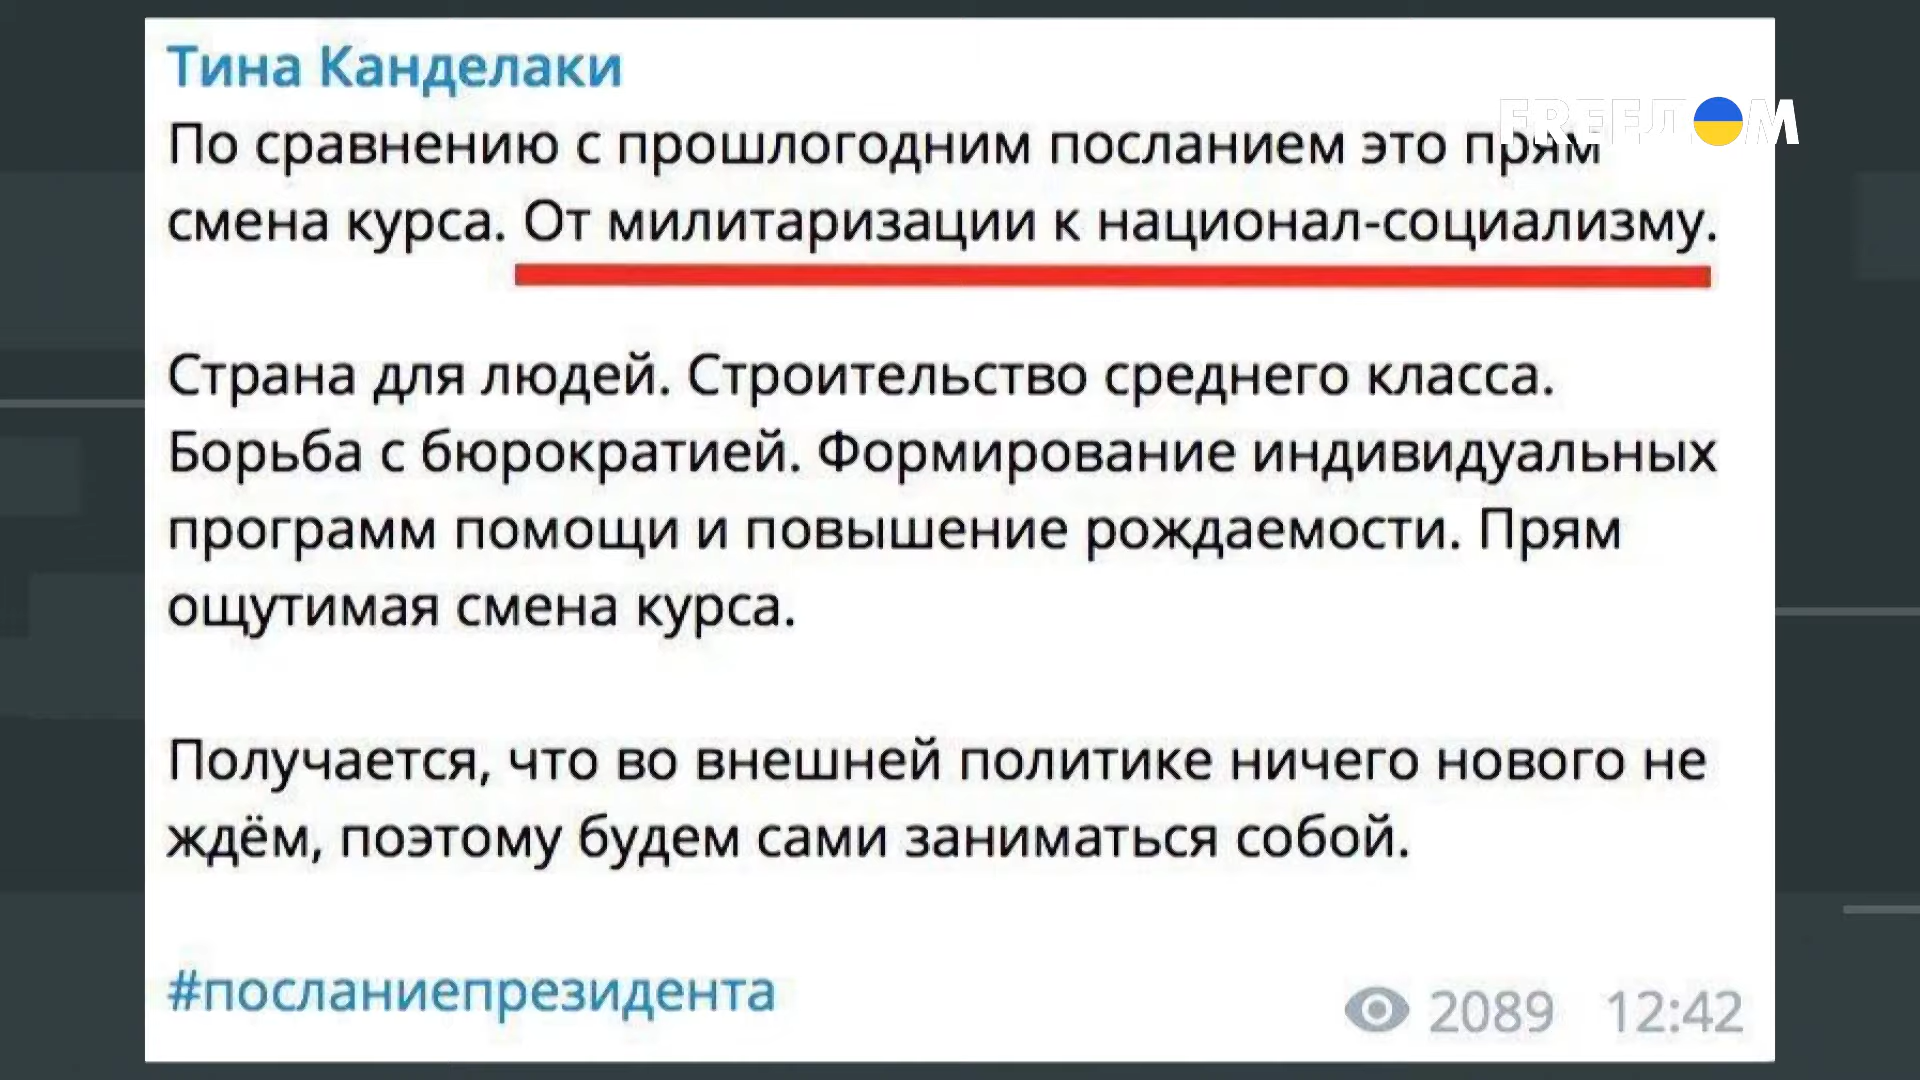 Тина Канделаки
FREEДOM
По сравнению с прошлогодним посланием это прям
смена курса. От милитаризации к национал-социализму.
Страна для людей. Строительство среднего класса.
Борьба с бюрократией. Формирование индивидуальных
программ помощи и повышение рождаемости. Прям
ощутимая смена курса.
Получается, что во внешней политике ничего нового не
ждём, поэтому будем сами заниматься собой.
#посланиепрезидента
2089 12:42